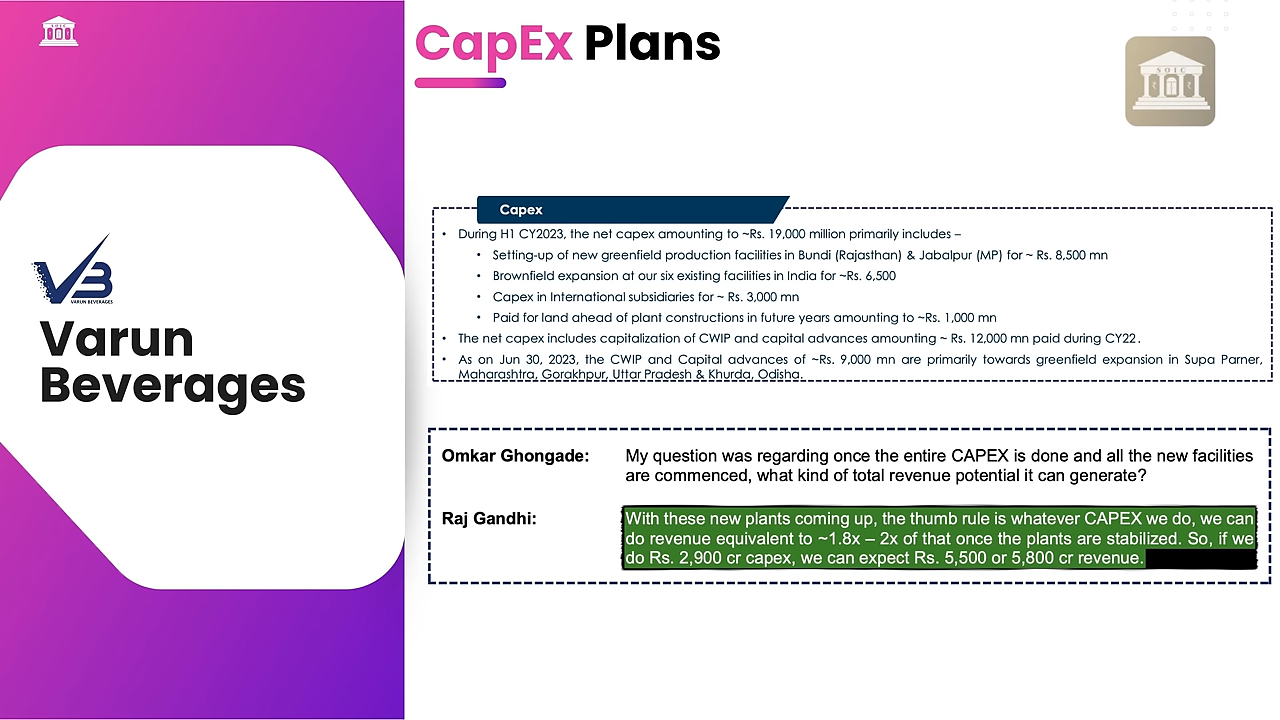 SOIC
CapEx Plans
SOIC
VB
VARUN BEVERAGES
Varun
Beverages
Capex
• During H1 CY2023, the net capex amounting to ~Rs. 19,000 million primarily includes –
• Setting-up of new greenfield production facilities in Bundi (Rajasthan) & Jabalpur (MP) for ~ Rs. 8,500 mn
• Brownfield expansion at our six existing facilities in India for ~Rs. 6,500
• Capex in International subsidiaries for ~ Rs. 3,000 mn
• Paid for land ahead of plant constructions in future years amounting to ~Rs. 1,000 mn
• The net capex includes capitalization of CWIP and capital advances amounting ~ Rs. 12,000 mn paid during CY22.
• As on Jun 30, 2023, the CWIP and Capital advances of ~Rs. 9,000 mn are primarily towards greenfield expansion in Supa Parner,
Maharashtra, Gorakhpur, Uttar Pradesh & Khurda, Odisha.
Omkar Ghongade: My question was regarding once the entire CAPEX is done and all the new facilities
are commenced, what kind of total revenue potential it can generate?
Raj Gandhi: With these new plants coming up, the thumb rule is whatever CAPEX we do, we can
do revenue equivalent to ~1.8x – 2x of that once the plants are stabilized. So, if we
do Rs. 2,900 cr capex, we can expect Rs. 5,500 or 5,800 cr revenue.